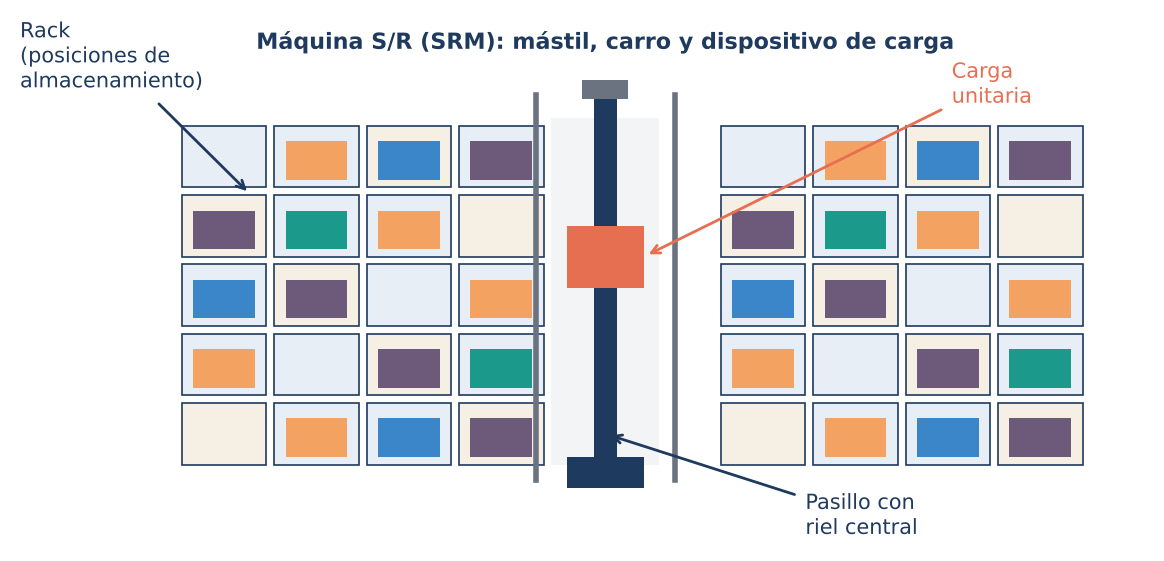 Rack
(posiciones de
almacenamiento)
Máquina S/R (SRM): mástil, carro y dispositivo de carga
Carga
unitaria
Pasillo con
riel central